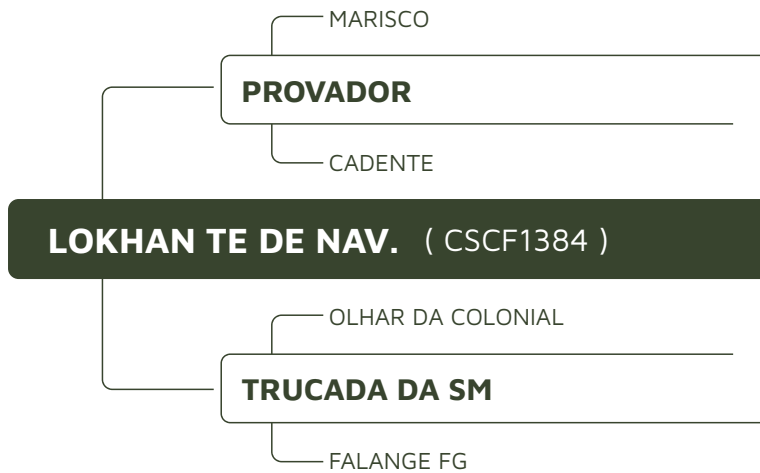 MARISCO
PROVADOR
CADENTE
LOKHAN TE DE NAV. ( CSCF1384 )
OLHAR DA COLONIAL
TRUCADA DA SM
FALANGE FG